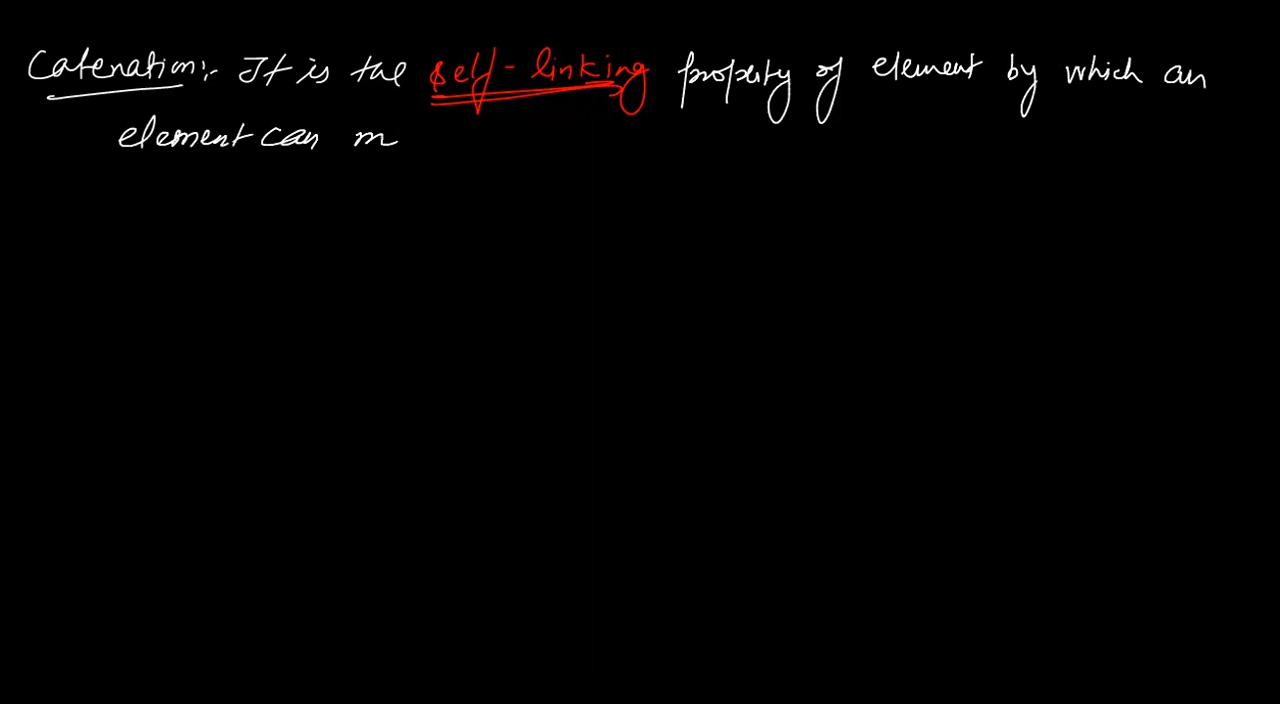 Catenation:- It is the self-linking property of element by which an
element can m